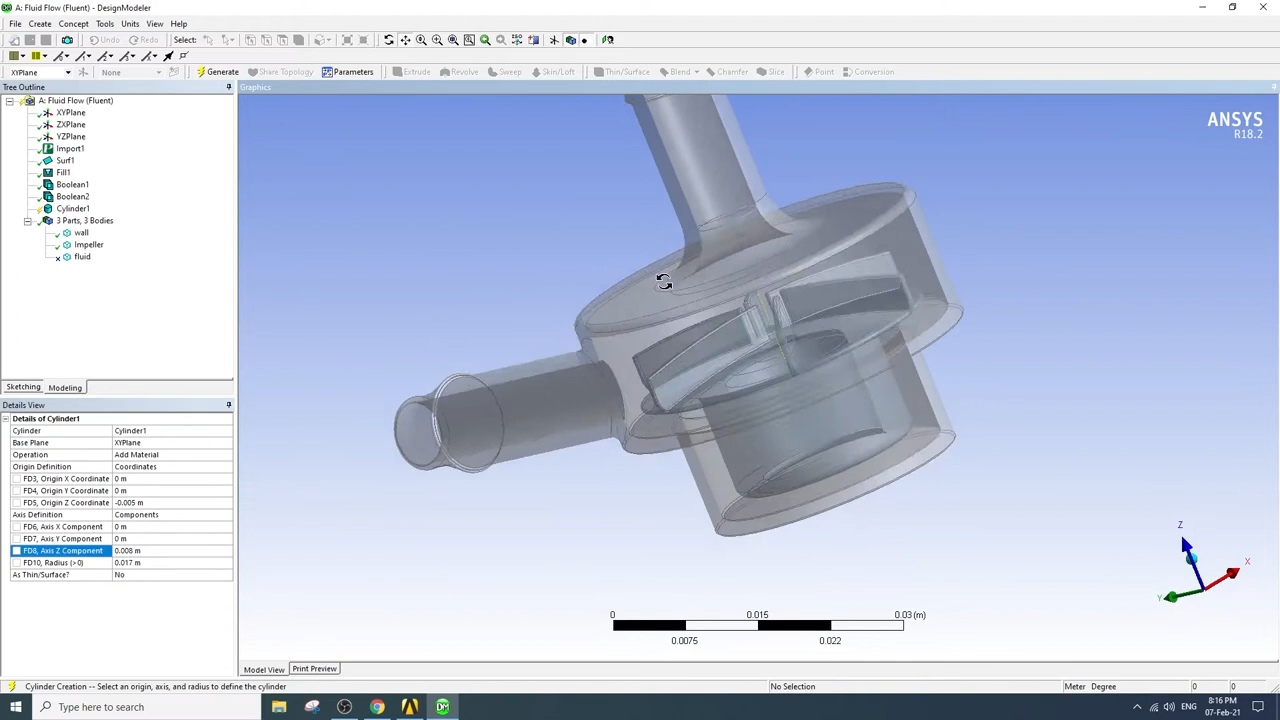 A: Fluid Flow (Fluent) - DesignModeler
File Create Concept Tools Units View Help
Undo Redo Select:
XYPlane None Generate Share Topology Parameters Extrude Revolve Sweep Skin/Loft Thin/Surface Blend Chamfer Slice Point Conversion
Tree Outline
Graphics
A: Fluid Flow (Fluent)
XYPlane
ZXPlane
YZPlane
Import1
Surf1
Fill1
Boolean1
Boolean2
Cylinder1
3 Parts, 3 Bodies
wall
Impeller
fluid
ANSYS
R18.2
Sketching Modeling
Details View
Details of Cylinder1
Cylinder Cylinder1
Base Plane XYPlane
Operation Add Material
Origin Definition Coordinates
FD3, Origin X Coordinate 0 m
FD4, Origin Y Coordinate 0 m
FD5, Origin Z Coordinate -0.005 m
Axis Definition Components
FD6, Axis X Component 0 m
FD7, Axis Y Component 0 m
FD8, Axis Z Component 0.008 m
FD10, Radius (>0) 0.017 m
As Thin/Surface? No
Z
X
Y
0 0.015 0.03 (m)
0.0075 0.022
Model View Print Preview
Cylinder Creation -- Select an origin, axis, and radius to define the cylinder
No Selection
Meter Degree 0 0
Type here to search
ENG
8:16 PM
07-Feb-21